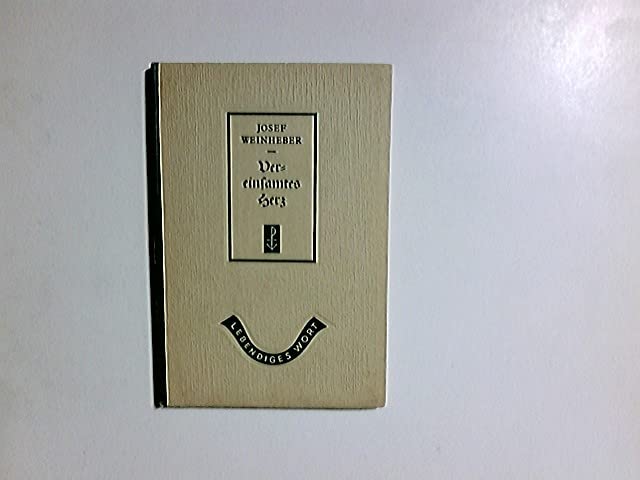 JOSEF
WEINHEBER
Ver=
einsamtes
Herz
LEBENDIGES WORT